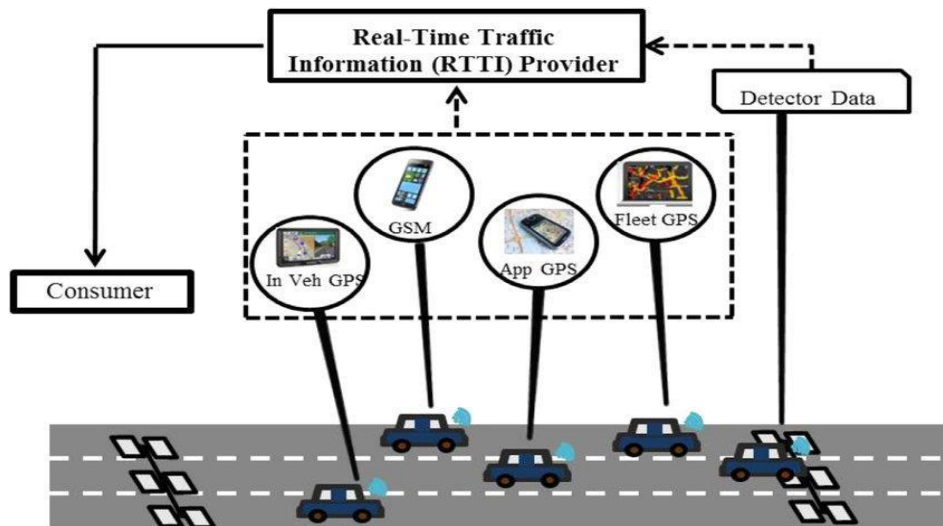 Real-Time Traffic
Information (RTTI) Provider
Detector Data
GSM
Fleet GPS
In Veh GPS
App GPS
Consumer